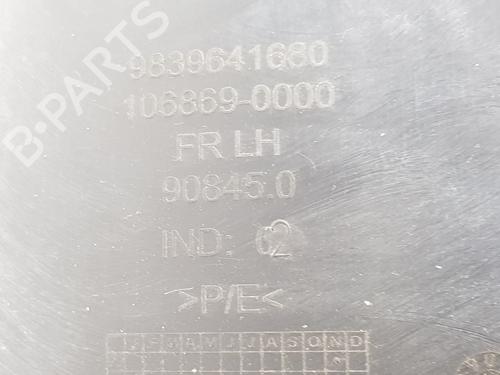 B-PARTS
9839641680
106869-0000
FR LH
90845.0
IND: 02
>P/E<
J F M A M J J A S O N D